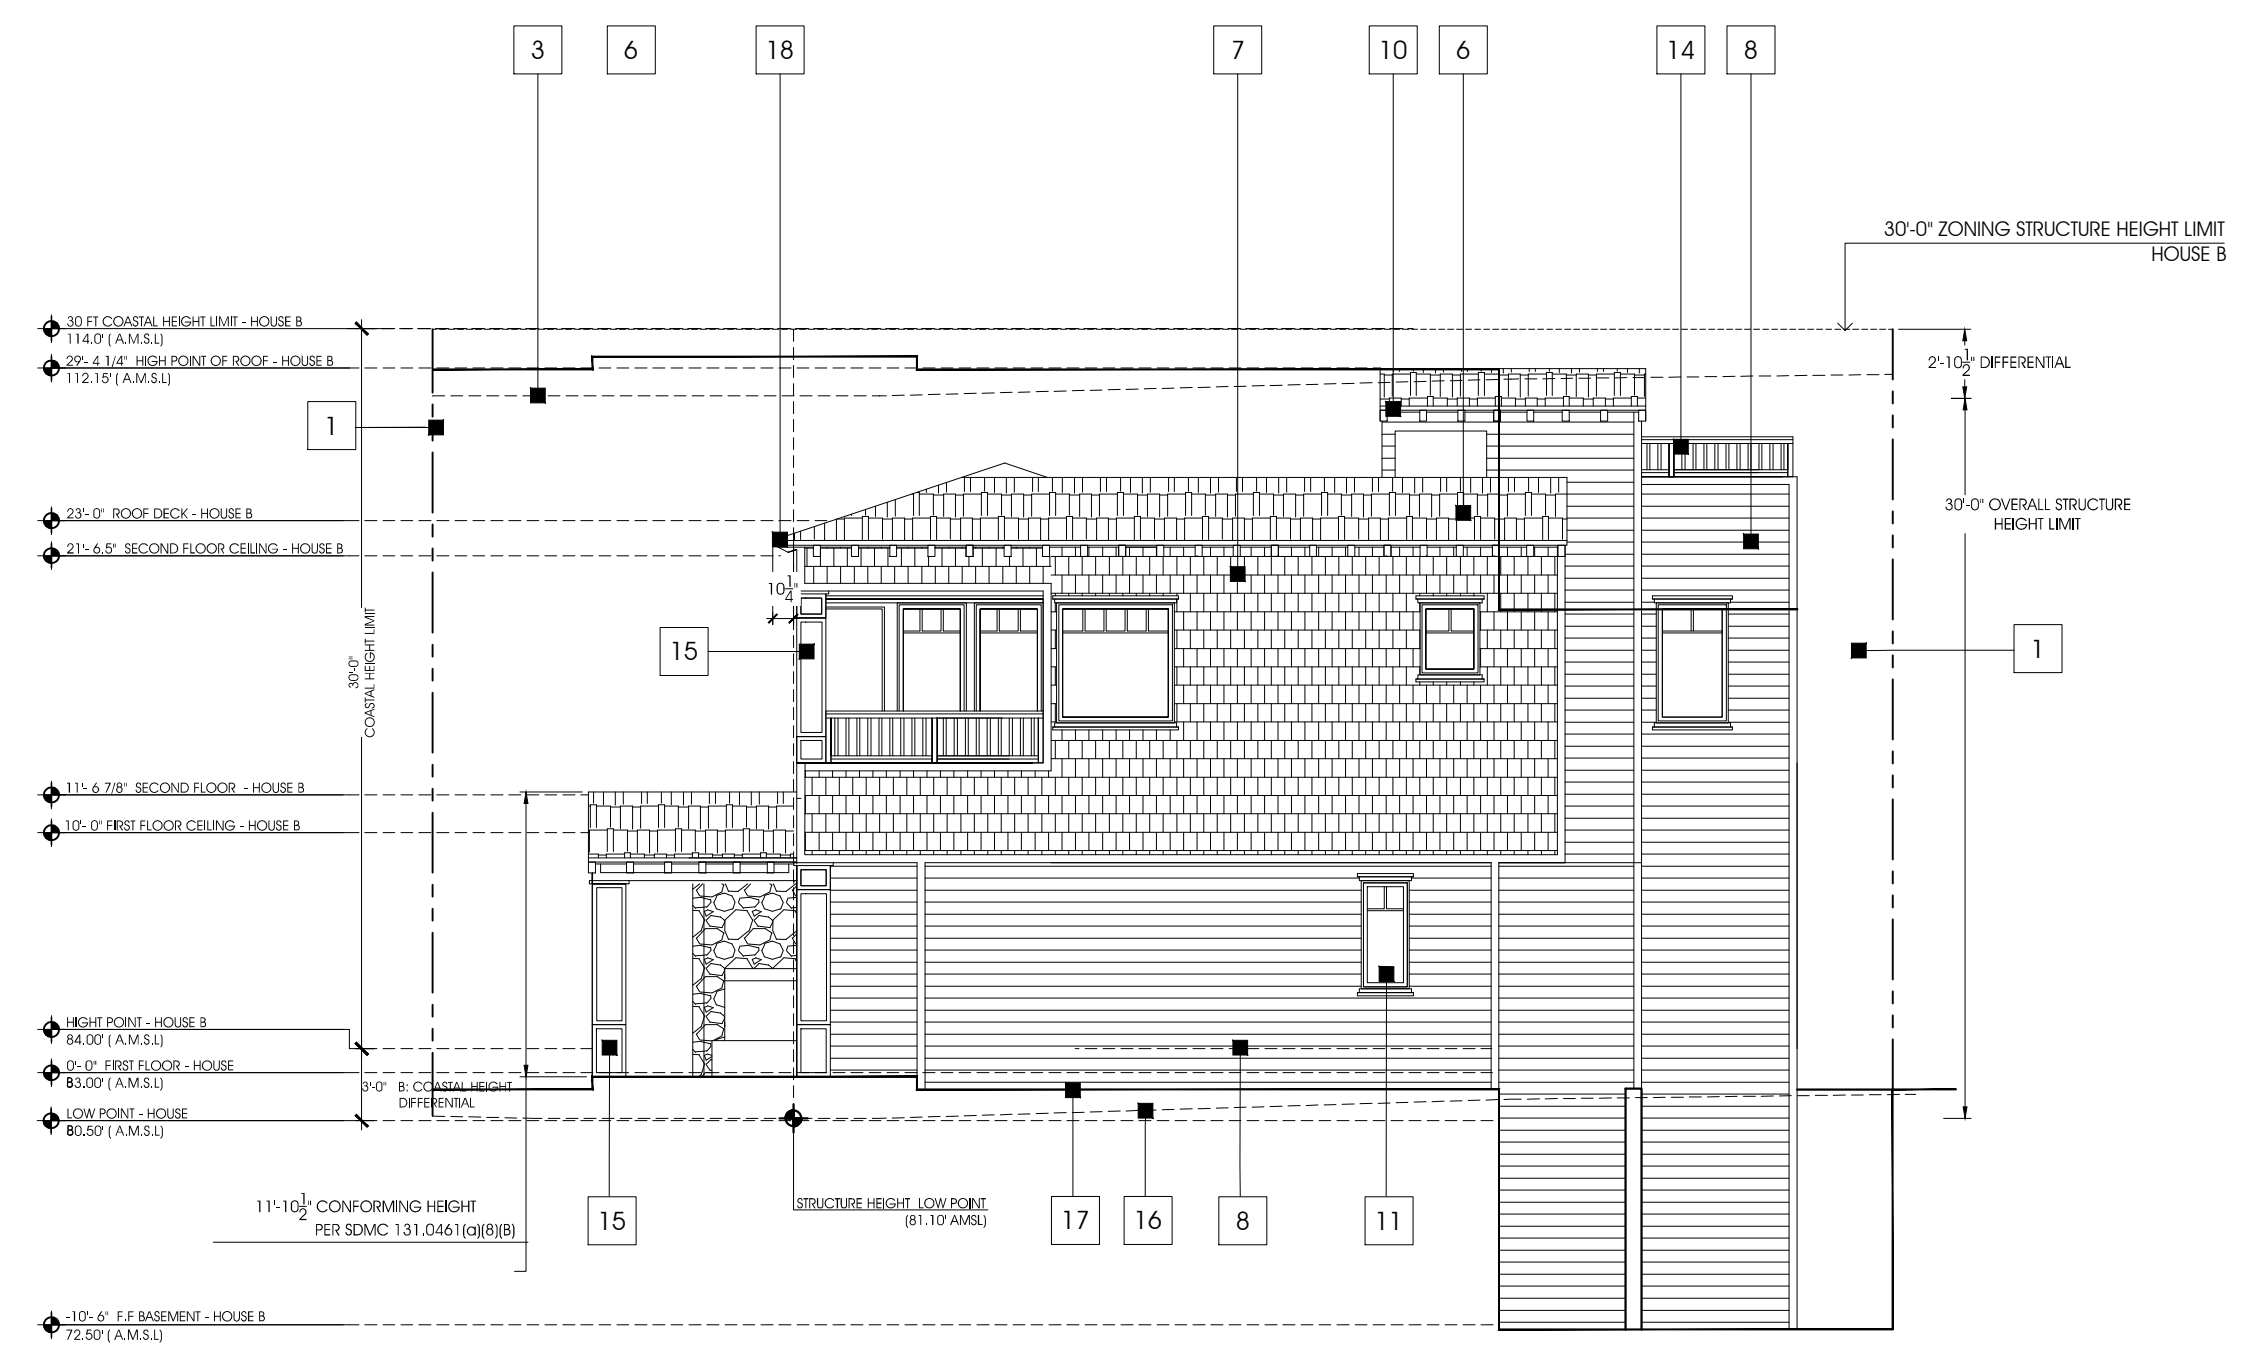 3
6
18
7
10
6
14
8
30'-0" ZONING STRUCTURE HEIGHT LIMIT
HOUSE B
30 FT COASTAL HEIGHT LIMIT - HOUSE B
114.0' ( A.M.S.L)
29'- 4 1/4" HIGH POINT OF ROOF - HOUSE B
112.15' ( A.M.S.L)
2'-10 1/2" DIFFERENTIAL
1
30'-0" OVERALL STRUCTURE
HEIGHT LIMIT
23'- 0" ROOF DECK - HOUSE B
21'- 6.5" SECOND FLOOR CEILING - HOUSE B
10 1/4"
15
1
30'-0"
COASTAL HEIGHT LIMIT
11'- 6 7/8" SECOND FLOOR - HOUSE B
10'- 0" FIRST FLOOR CEILING - HOUSE B
HIGHT POINT - HOUSE B
84.00' ( A.M.S.L)
0'- 0" FIRST FLOOR - HOUSE
B
83.00' ( A.M.S.L)
3'-0" B: COASTAL HEIGHT
DIFFERENTIAL
LOW POINT - HOUSE
B
80.50' ( A.M.S.L)
11'-10 1/2" CONFORMING HEIGHT
PER SDMC 131.0461(a)(8)(B)
15
STRUCTURE HEIGHT LOW POINT
(81.10' AMSL)
17
16
8
11
-10'- 6" F.F BASEMENT - HOUSE B
72.50' ( A.M.S.L)